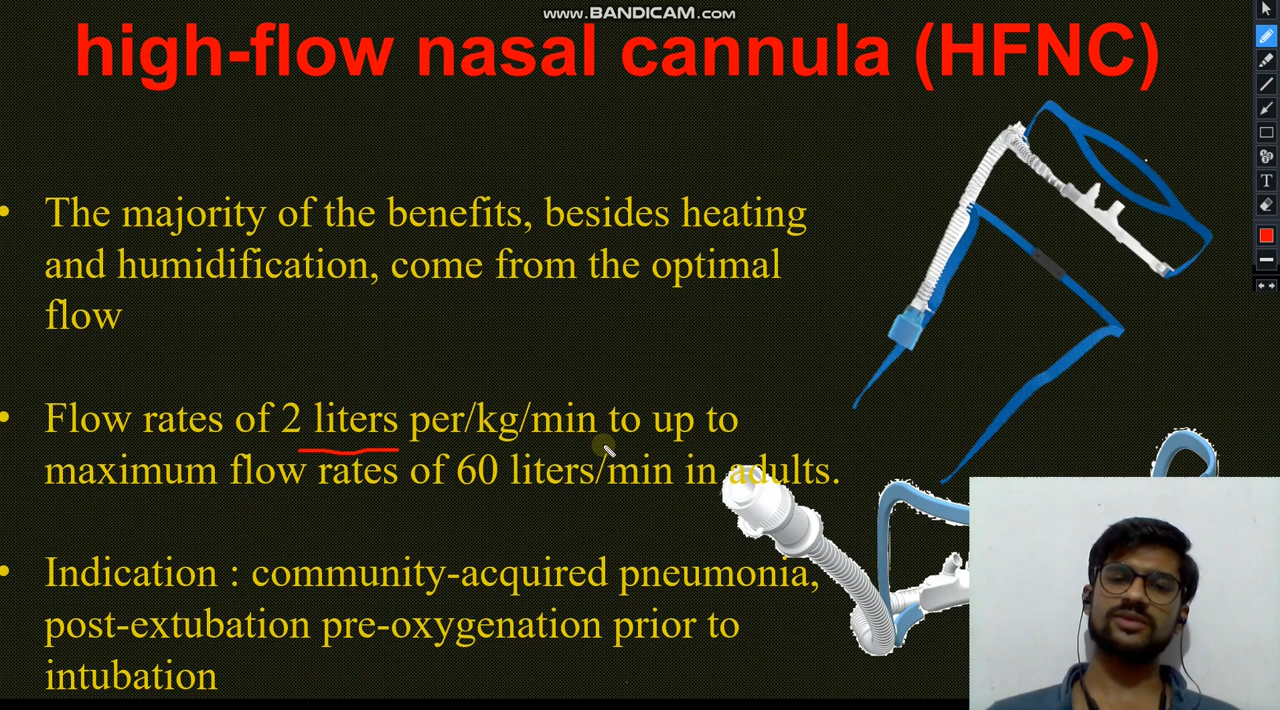 www.BANDICAM.com
high-flow nasal cannula (HFNC)
• The majority of the benefits, besides heating
and humidification, come from the optimal
flow
• Flow rates of 2 liters per/kg/min to up to
maximum flow rates of 60 liters/min in adults.
• Indication : community-acquired pneumonia,
post-extubation pre-oxygenation prior to
intubation
T